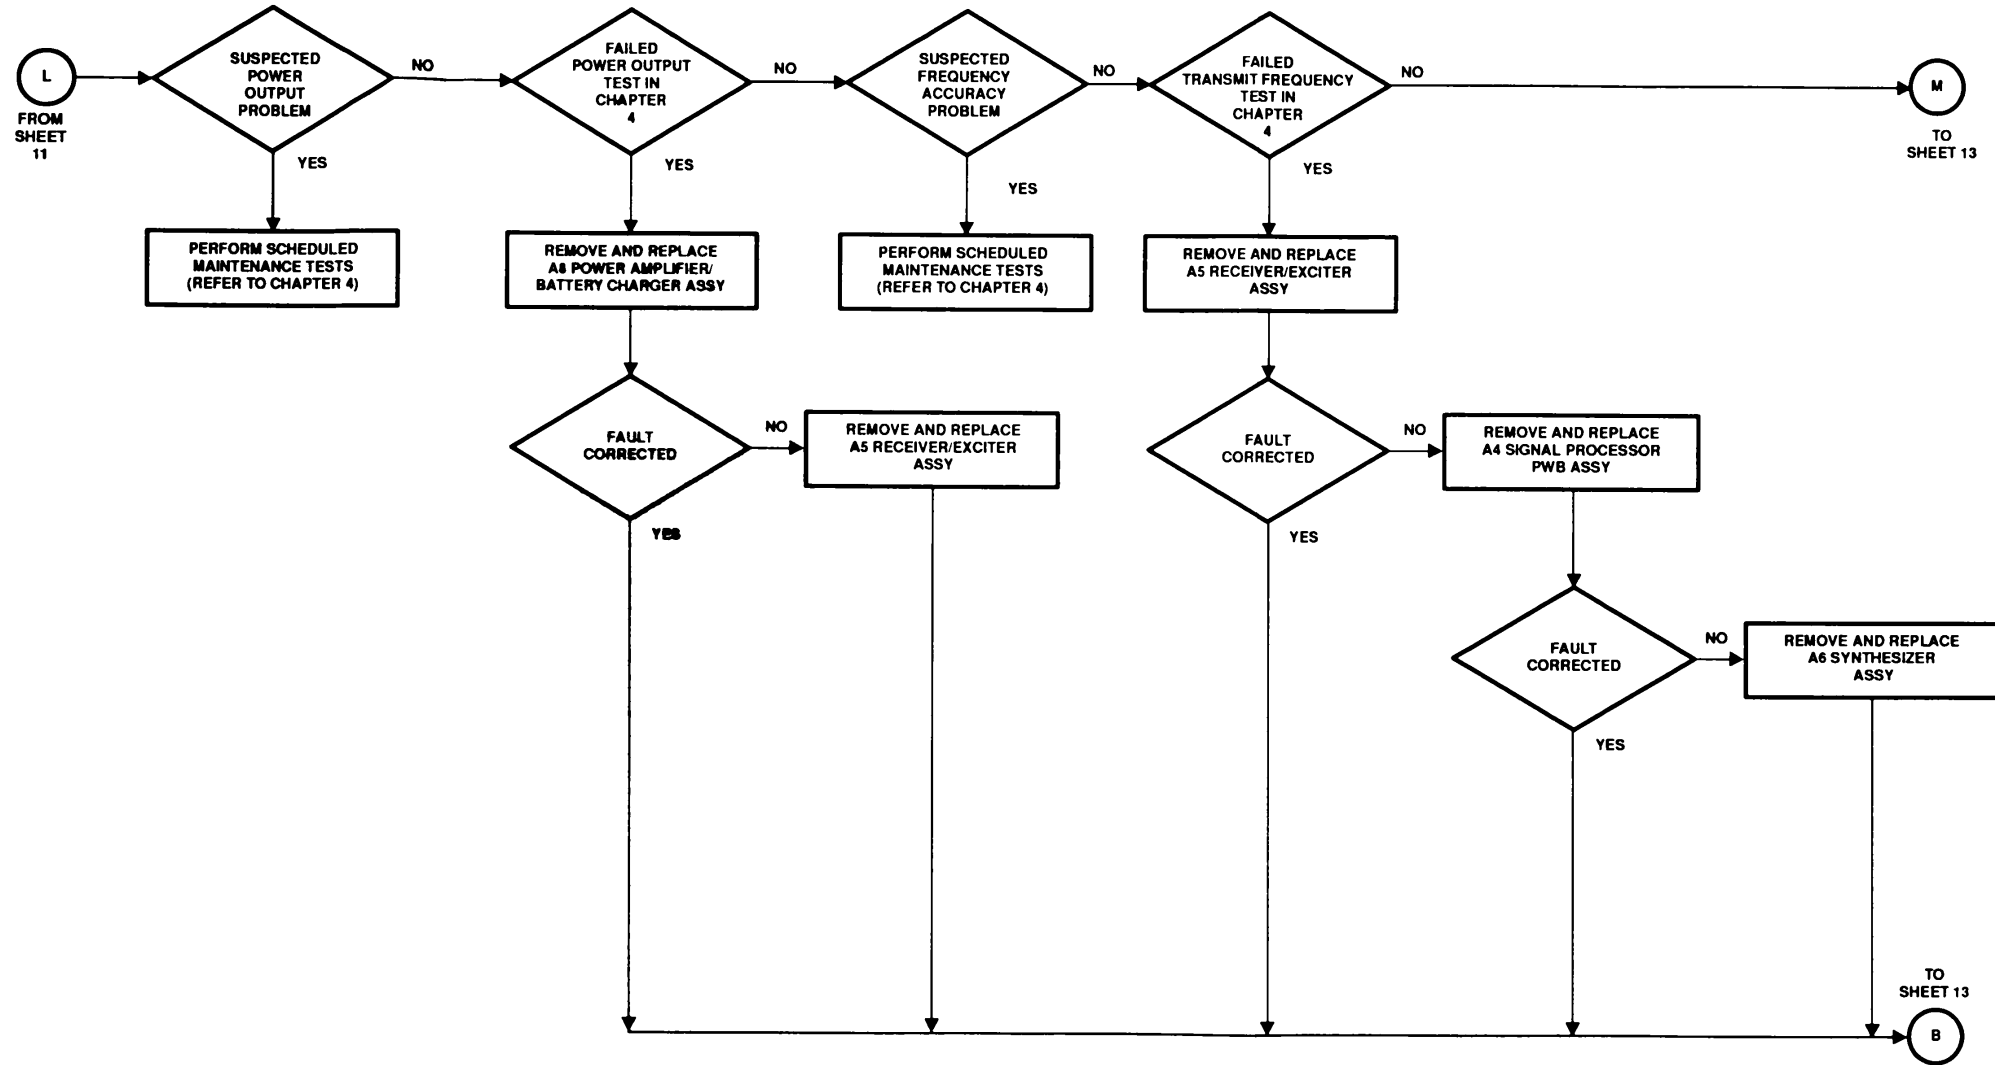 L
FROM
SHEET
11
SUSPECTED
POWER
OUTPUT
PROBLEM
NO
YES
PERFORM SCHEDULED
MAINTENANCE TESTS
(REFER TO CHAPTER 4)
FAILED
POWER OUTPUT
TEST IN
CHAPTER
4
NO
YES
REMOVE AND REPLACE
A8 POWER AMPLIFIER/
BATTERY CHARGER ASSY
FAULT
CORRECTED
NO
YES
REMOVE AND REPLACE
A5 RECEIVER/EXCITER
ASSY
SUSPECTED
FREQUENCY
ACCURACY
PROBLEM
NO
YES
PERFORM SCHEDULED
MAINTENANCE TESTS
(REFER TO CHAPTER 4)
FAILED
TRANSMIT FREQUENCY
TEST IN
CHAPTER
4
NO
YES
REMOVE AND REPLACE
A5 RECEIVER/EXCITER
ASSY
FAULT
CORRECTED
NO
YES
REMOVE AND REPLACE
A4 SIGNAL PROCESSOR
PWB ASSY
FAULT
CORRECTED
NO
YES
REMOVE AND REPLACE
A6 SYNTHESIZER
ASSY
M
TO
SHEET 13
TO
SHEET 13
B